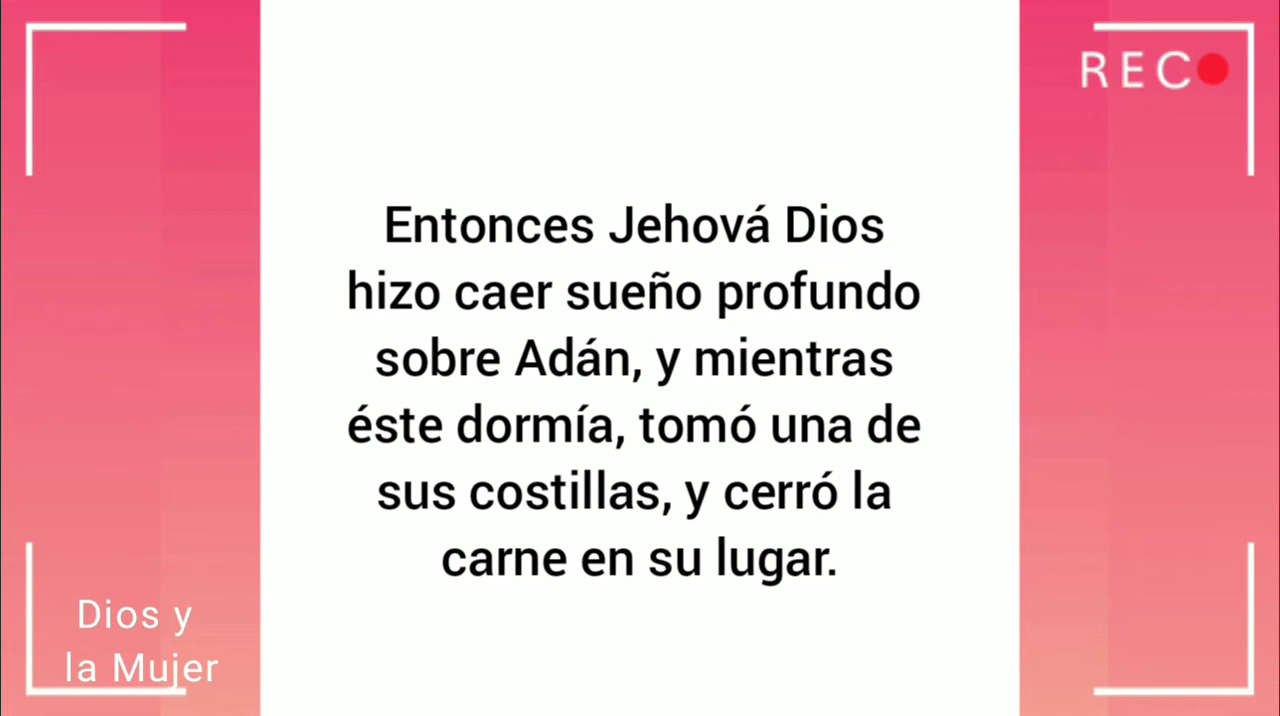 REC
Entonces Jehová Dios
hizo caer sueño profundo
sobre Adán, y mientras
éste dormía, tomó una de
sus costillas, y cerró la
carne en su lugar.
Dios y
la Mujer